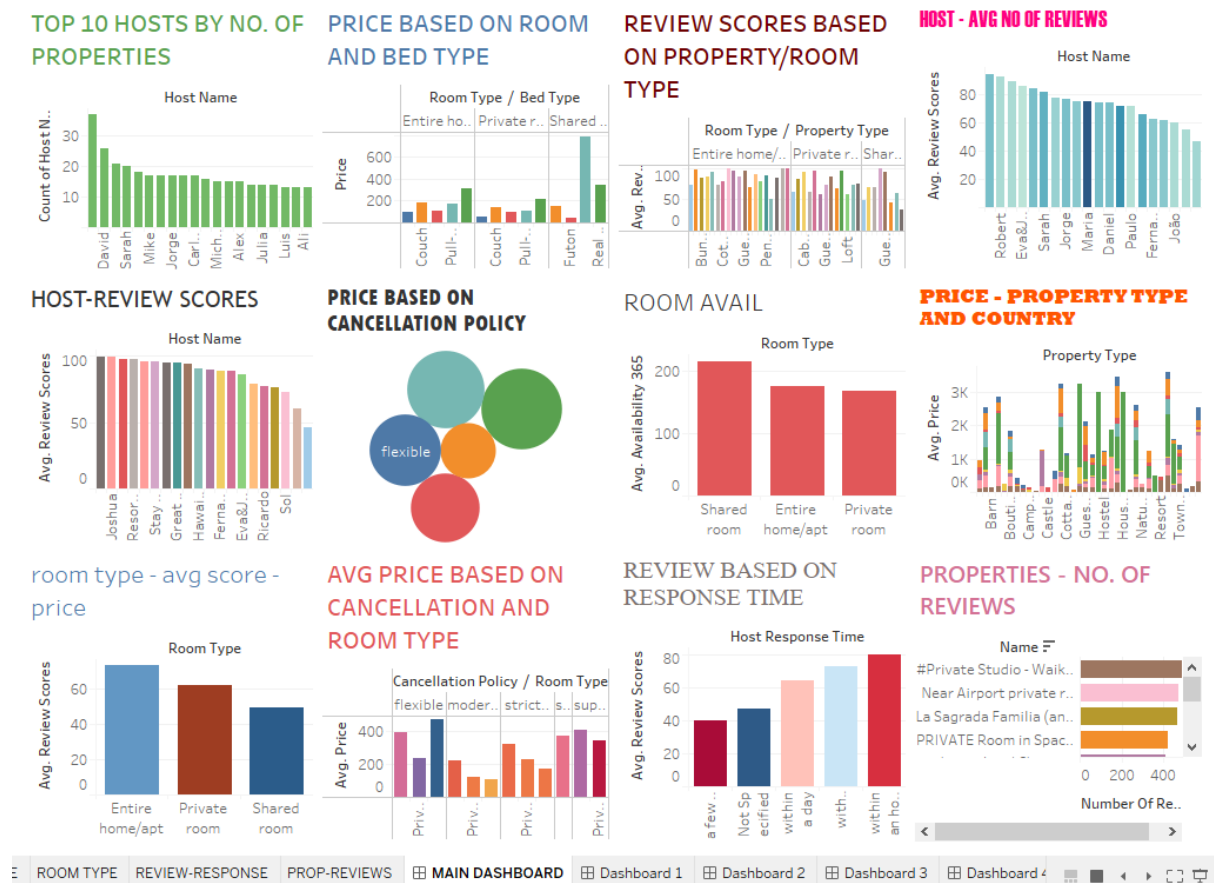 TOP 10 HOSTS BY NO. OF
PROPERTIES
Host Name
Count of Host N..
30
20
10
David
Sarah
Mike
Jorge
Carl..
Mich..
Alex
Julia
Luis
Ali
PRICE BASED ON ROOM
AND BED TYPE
Room Type / Bed Type
Entire ho.. Private r.. Shared ..
Price
600
400
200
Couch
Pull-..
Couch
Pull-..
Futon
Real ..
REVIEW SCORES BASED
ON PROPERTY/ROOM
TYPE
Room Type / Property Type
Entire home/.. Private r.. Shar..
Avg. Rev..
100
50
0
Bun..
Cot..
Gue..
Pen..
Cab..
Gue..
Loft
Gue..
HOST - AVG NO OF REVIEWS
Host Name
Avg. Review Scores
80
60
40
20
Robert
Eva&J..
Sarah
Jorge
Maria
Daniel
Paulo
Ferna..
João
HOST-REVIEW SCORES
Host Name
Avg. Review Scores
100
50
0
Joshua
Resor..
Stay ..
Great ..
Hawai..
Ferna..
Eva&J..
Ricardo
Sol
PRICE BASED ON
CANCELLATION POLICY
flexible
ROOM AVAIL
Room Type
Avg. Availability 365
200
100
0
Shared
room
Entire
home/apt
Private
room
PRICE - PROPERTY TYPE
AND COUNTRY
Property Type
Avg. Price
3K
2K
1K
0K
Barn
Bouti..
Camp..
Castle
Cotta..
Gues..
Hostel
Hous..
Natu..
Resort
Town..
room type - avg score -
price
Room Type
Avg. Review Scores
60
40
20
0
Entire
home/apt
Private
room
Shared
room
AVG PRICE BASED ON
CANCELLATION AND
ROOM TYPE
Cancellation Policy / Room Type
flexible moder.. strict.. s.. sup..
Avg. Price
400
200
0
Priv..
Priv..
Priv..
Priv..
REVIEW BASED ON
RESPONSE TIME
Host Response Time
Avg. Review Scores
80
60
40
20
0
a few ..
Not Sp
ecified
within
a day
with..
within
an ho..
PROPERTIES - NO. OF
REVIEWS
Name
#Private Studio - Waik..
Near Airport private r..
La Sagrada Familia (an..
PRIVATE Room in Spac..
0 200 400
Number Of Re..
E ROOM TYPE REVIEW-RESPONSE PROP-REVIEWS MAIN DASHBOARD Dashboard 1 Dashboard 2 Dashboard 3 Dashboard 4